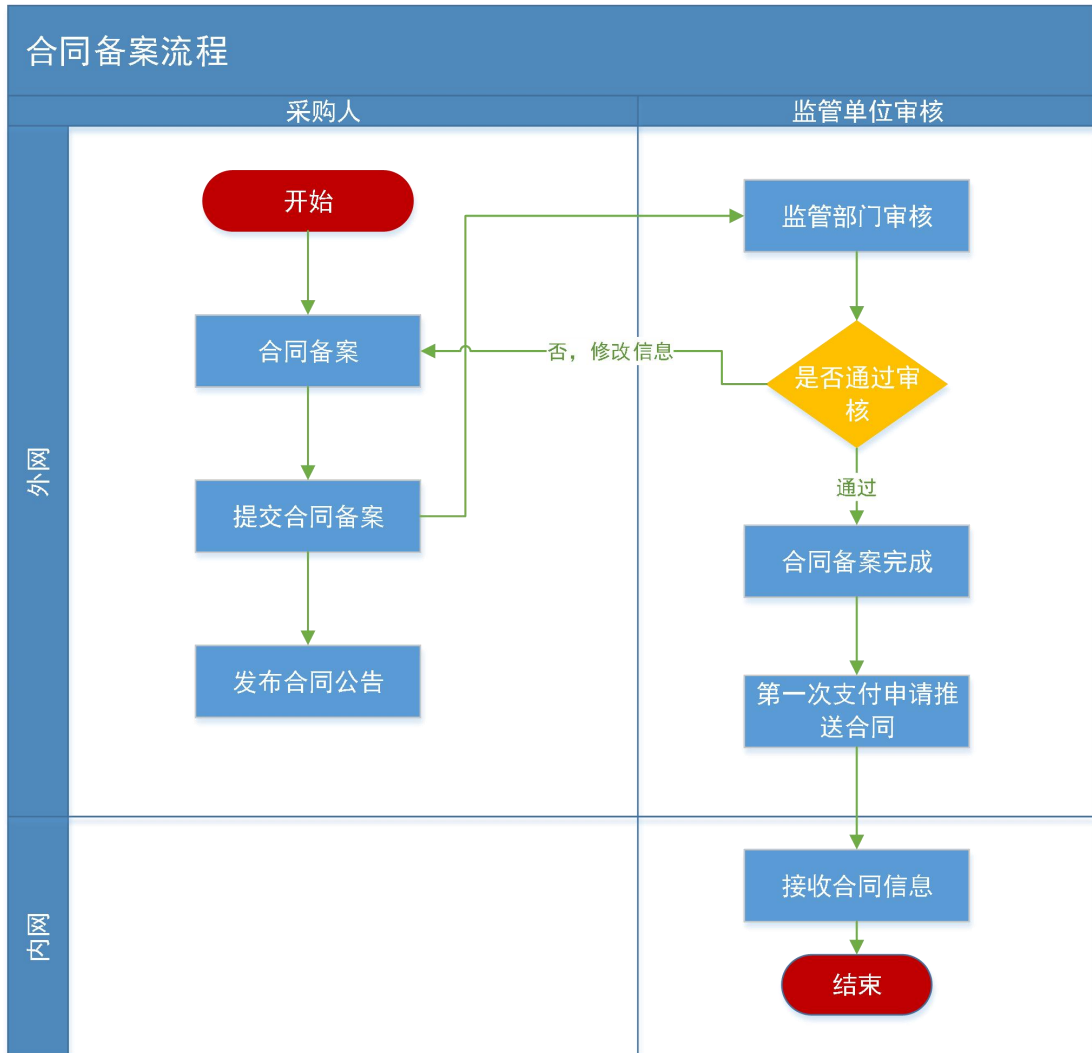 合同备案流程
采购人
监管单位审核
外网
开始
合同备案
提交合同备案
发布合同公告
监管部门审核
是否通过审
核
否，修改信息
通过
合同备案完成
第一次支付申请推
送合同
内网
接收合同信息
结束